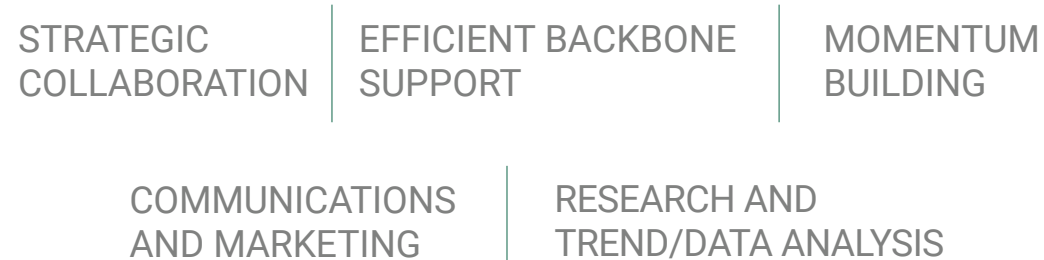 STRATEGIC
COLLABORATION
EFFICIENT BACKBONE
SUPPORT
MOMENTUM
BUILDING
COMMUNICATIONS
AND MARKETING
RESEARCH AND
TREND/DATA ANALYSIS